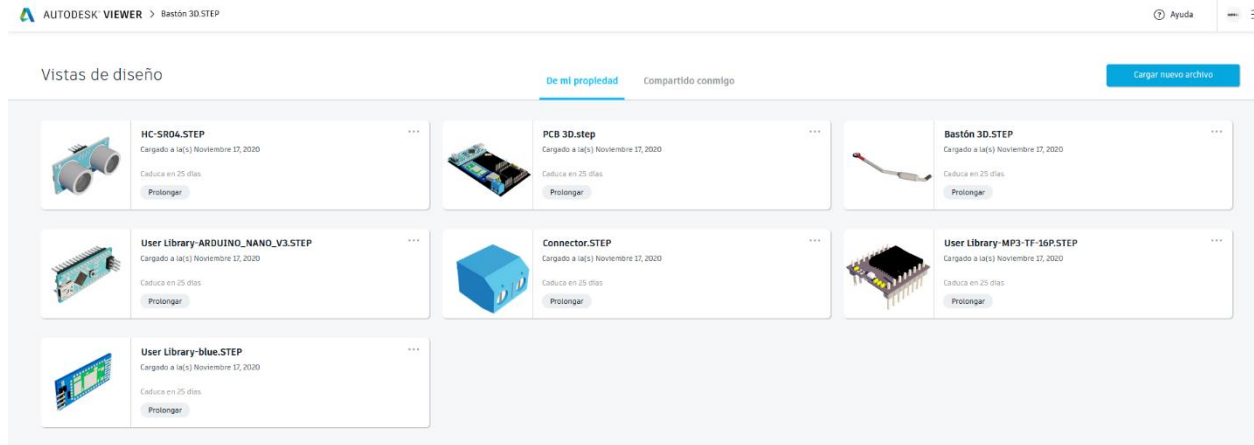 AUTODESK® VIEWER > Bastón 3D.STEP
Ayuda
Vistas de diseño
De mi propiedad
Compartido conmigo
Cargar nuevo archivo
HC-SR04.STEP
Cargado a la(s) Noviembre 17, 2020
Caduca en 25 días
Prolongar
PCB 3D.step
Cargado a la(s) Noviembre 17, 2020
Caduca en 25 días
Prolongar
Bastón 3D.STEP
Cargado a la(s) Noviembre 17, 2020
Caduca en 25 días
Prolongar
User Library-ARDUINO_NANO_V3.STEP
Cargado a la(s) Noviembre 17, 2020
Caduca en 25 días
Prolongar
Connector.STEP
Cargado a la(s) Noviembre 17, 2020
Caduca en 25 días
Prolongar
User Library-MP3-TF-16P.STEP
Cargado a la(s) Noviembre 17, 2020
Caduca en 25 días
Prolongar
User Library-blue.STEP
Cargado a la(s) Noviembre 17, 2020
Caduca en 25 días
Prolongar